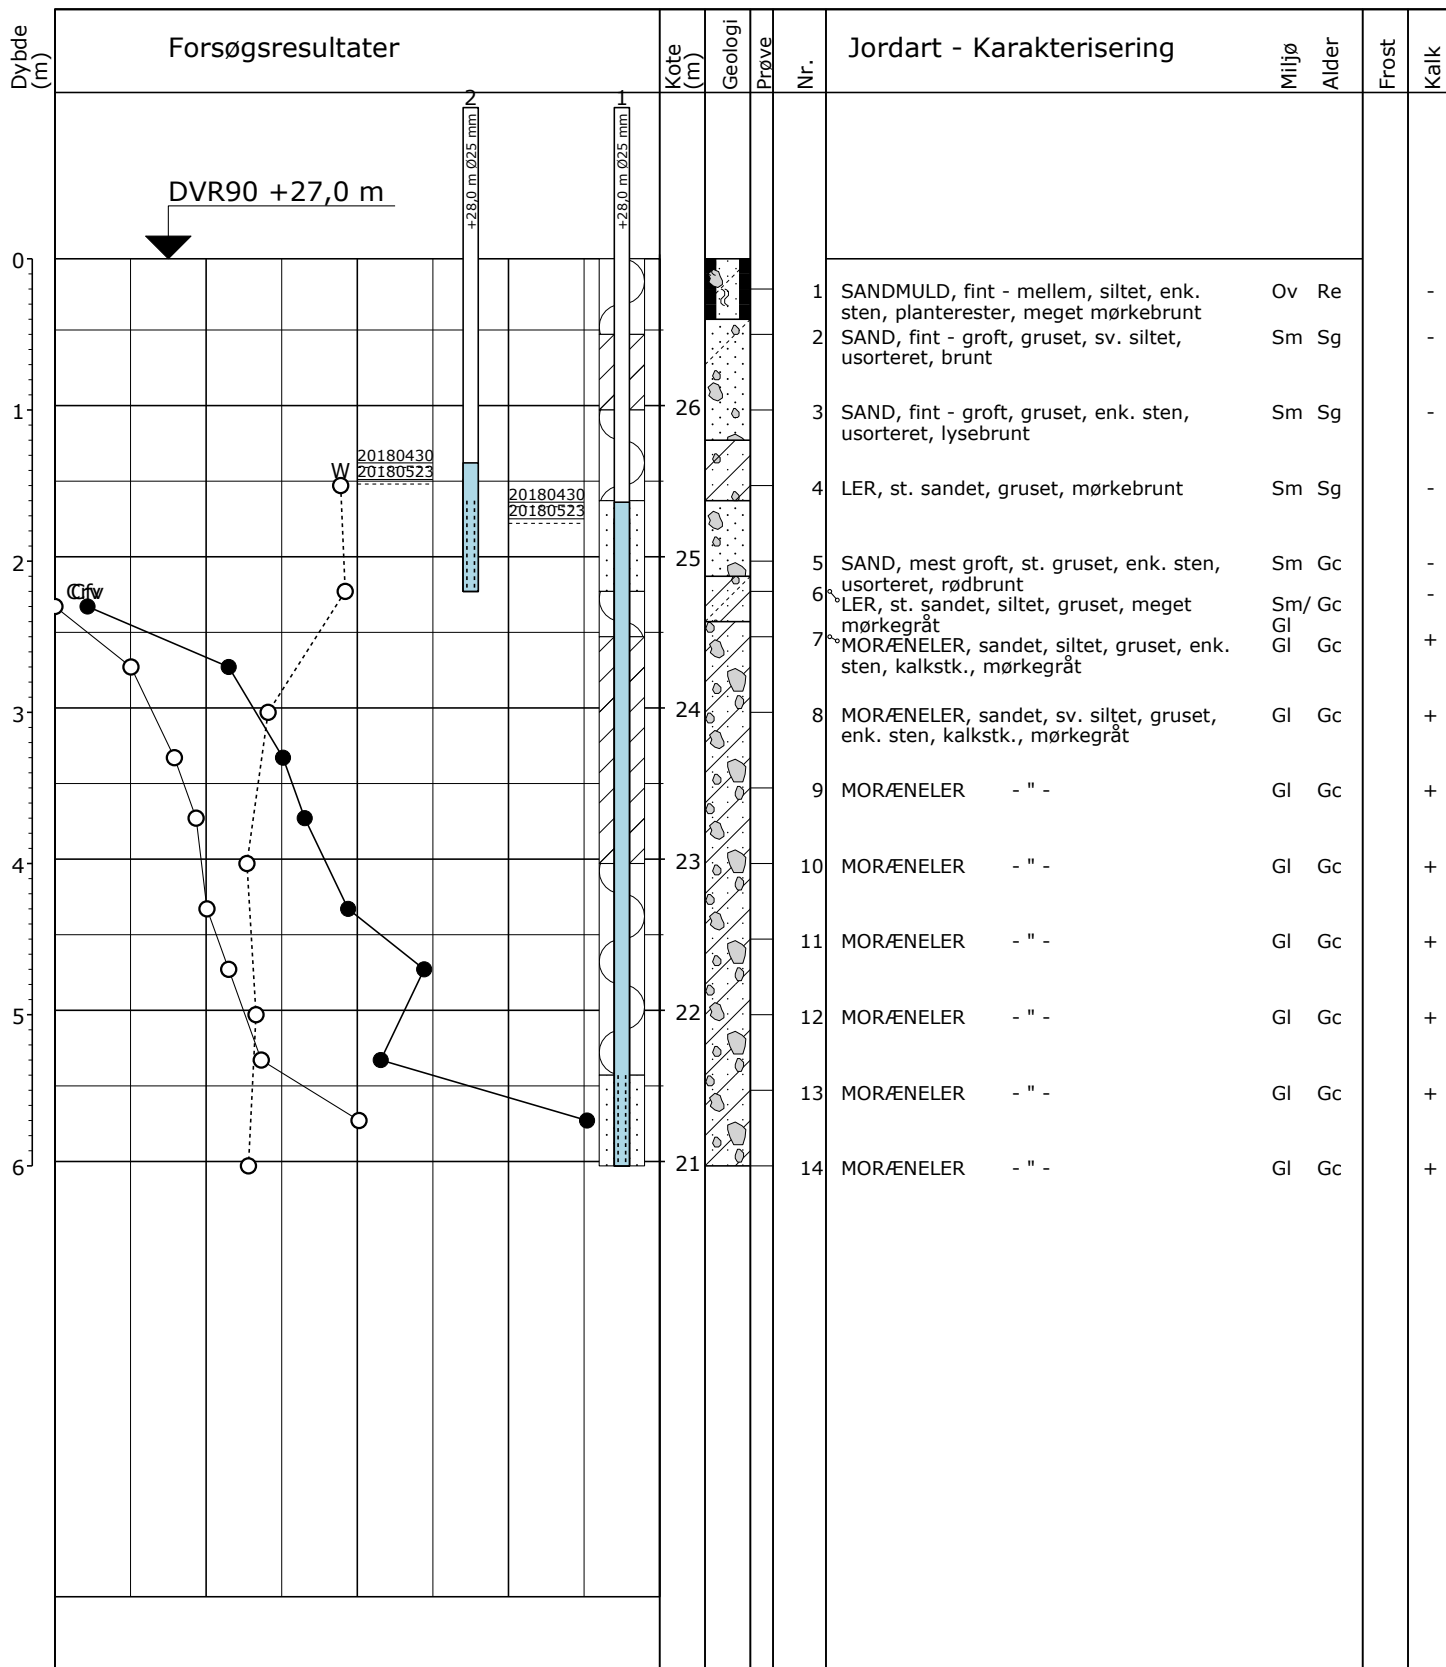 Dybde (m)
Forsøgsresultater
Kote (m)
Geologi
Prøve
Nr.
Jordart - Karakterisering
Miljø
Alder
Frost
Kalk
2
1
+28,0 m Ø25 mm
+28,0 m Ø25 mm
DVR90 +27,0 m
0
1 SANDMULD, fint - mellem, siltet, enk. Ov Re -
sten, planterester, meget mørkebrunt
2 SAND, fint - groft, gruset, sv. siltet, Sm Sg -
usorteret, brunt
1
26
3 SAND, fint - groft, gruset, enk. sten, Sm Sg -
usorteret, lysebrunt
W
20180430
20180523
20180430
20180523
4 LER, st. sandet, gruset, mørkebrunt Sm Sg -
2
25
5 SAND, mest groft, st. gruset, enk. sten, Sm Gc -
usorteret, rødbrunt
6 LER, st. sandet, siltet, gruset, meget Sm/ Gc -
mørkegråt Gl
7 MORÆNELER, sandet, siltet, gruset, enk. Gl Gc +
sten, kalkstk., mørkegråt
3
24
8 MORÆNELER, sandet, sv. siltet, gruset, Gl Gc +
enk. sten, kalkstk., mørkegråt
9 MORÆNELER - " - Gl Gc +
4
23
10 MORÆNELER - " - Gl Gc +
11 MORÆNELER - " - Gl Gc +
5
22
12 MORÆNELER - " - Gl Gc +
13 MORÆNELER - " - Gl Gc +
6
21
14 MORÆNELER - " - Gl Gc +